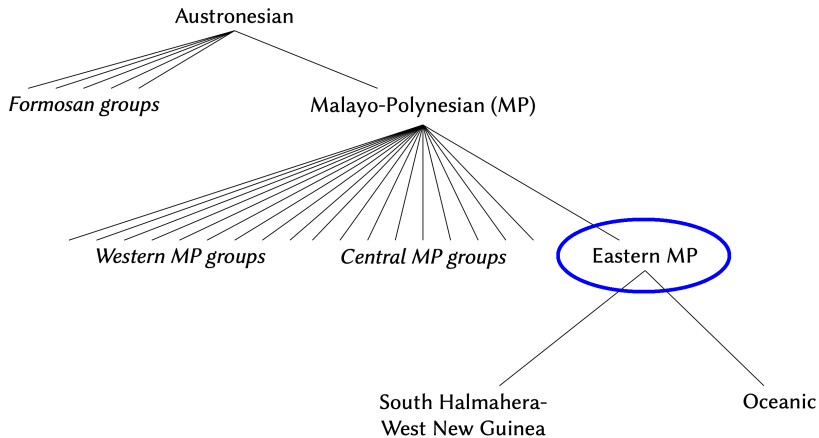 Austronesian
Formosan groups
Malayo-Polynesian (MP)
Western MP groups
Central MP groups
Eastern MP
South Halmahera-
West New Guinea
Oceanic